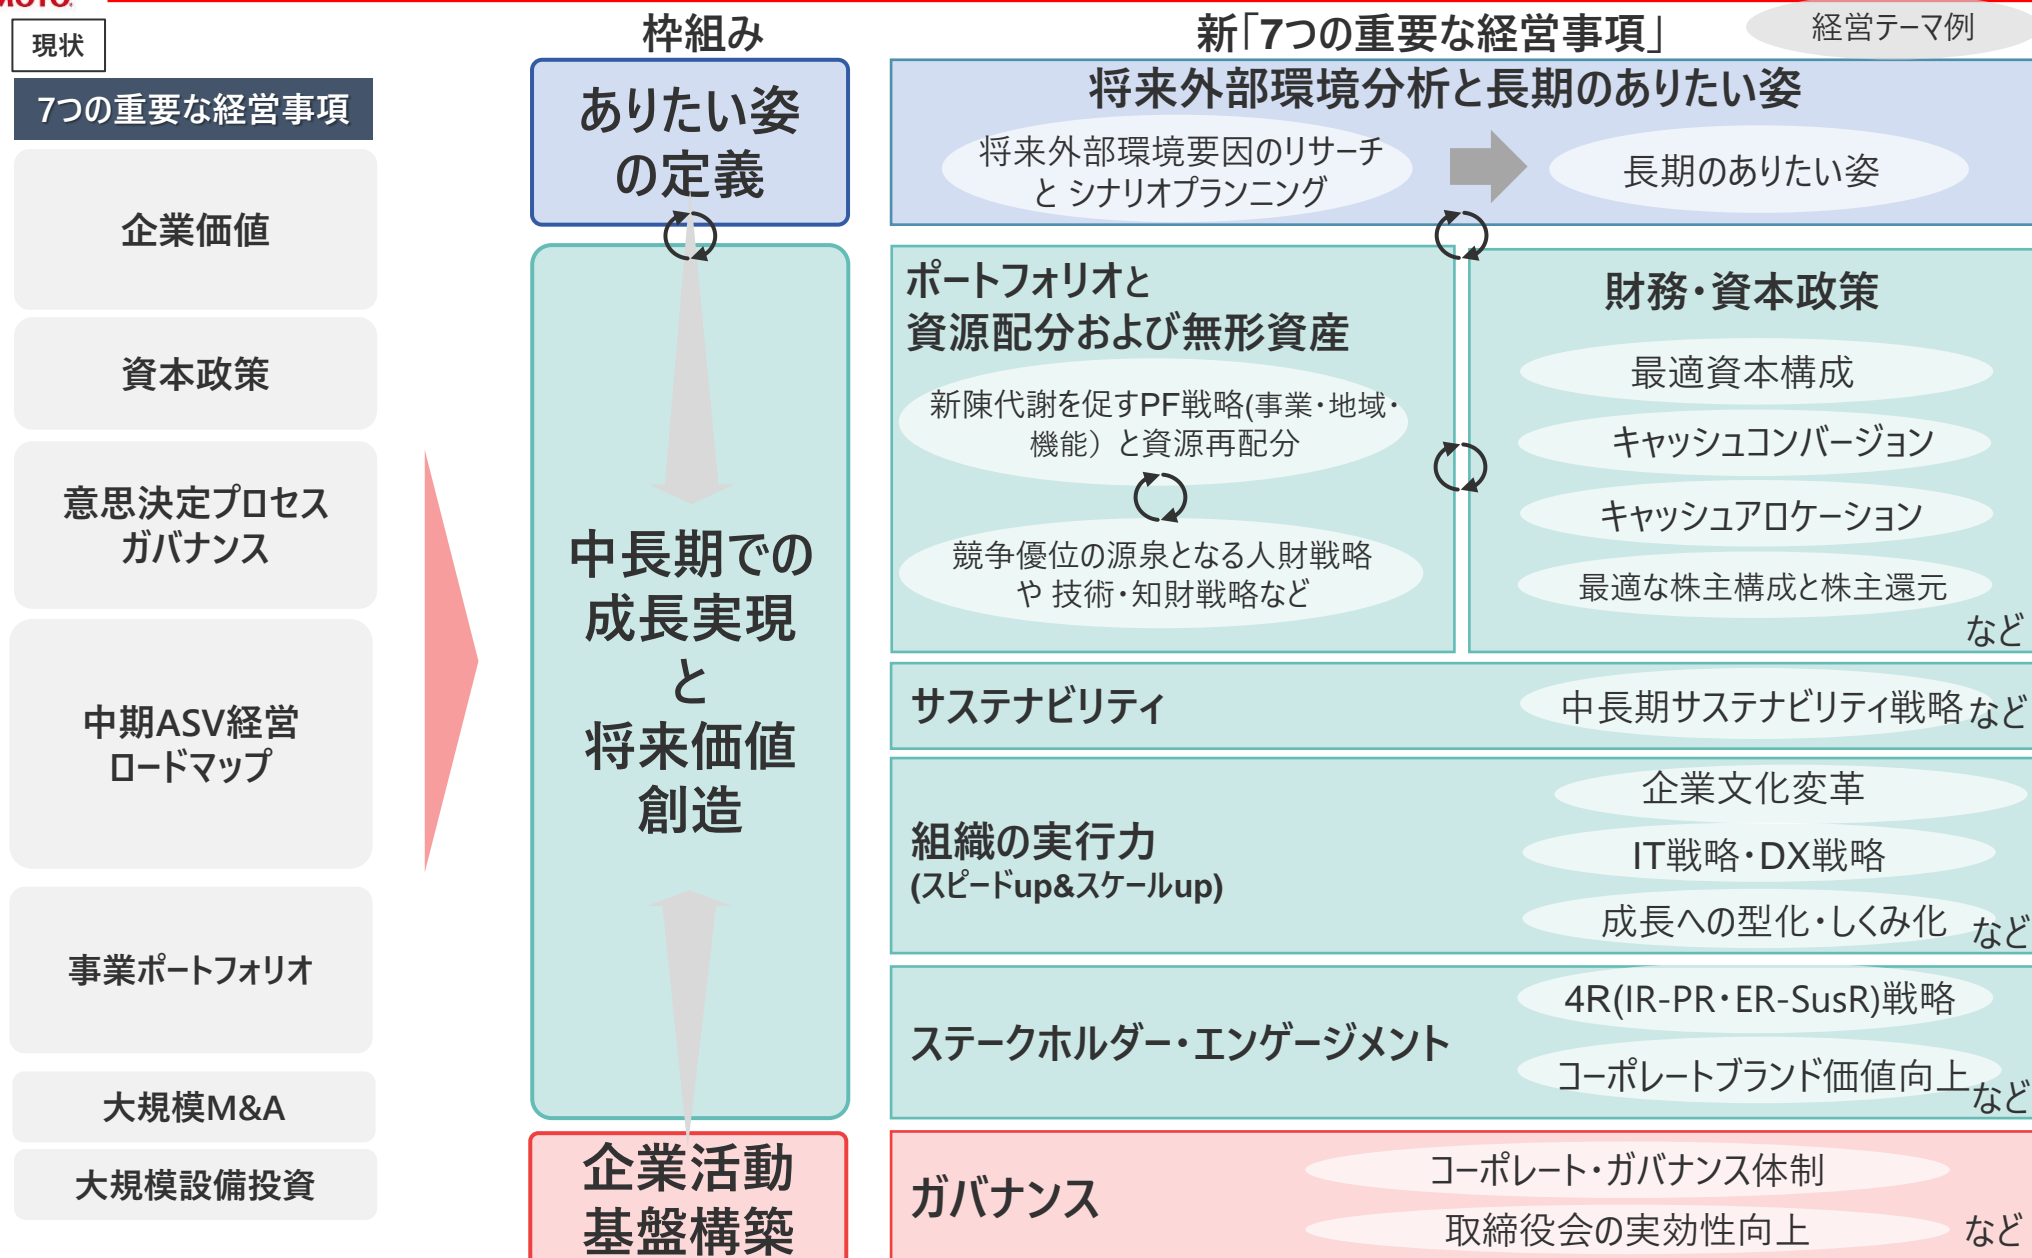 現状
7つの重要な経営事項
企業価値
資本政策
意思決定プロセス
ガバナンス
中期ASV経営
ロードマップ
事業ポートフォリオ
大規模M&A
大規模設備投資
枠組み
ありたい姿
の定義
中長期での
成長実現
と
将来価値
創造
企業活動
基盤構築
新「7つの重要な経営事項」
経営テーマ例
将来外部環境分析と長期のありたい姿
将来外部環境要因のリサーチ
と シナリオプランニング
長期のありたい姿
ポートフォリオと
資源配分および無形資産
新陳代謝を促すPF戦略(事業・地域・
機能）と資源再配分
競争優位の源泉となる人財戦略
や 技術・知財戦略など
財務・資本政策
最適資本構成
キャッシュコンバージョン
キャッシュアロケーション
最適な株主構成と株主還元
など
サステナビリティ
中長期サステナビリティ戦略
など
組織の実行力
(スピードup&スケールup)
企業文化変革
IT戦略・DX戦略
成長への型化・しくみ化
など
ステークホルダー・エンゲージメント
4R(IR-PR・ER-SusR)戦略
コーポレートブランド価値向上
など
ガバナンス
コーポレート・ガバナンス体制
取締役会の実効性向上
など